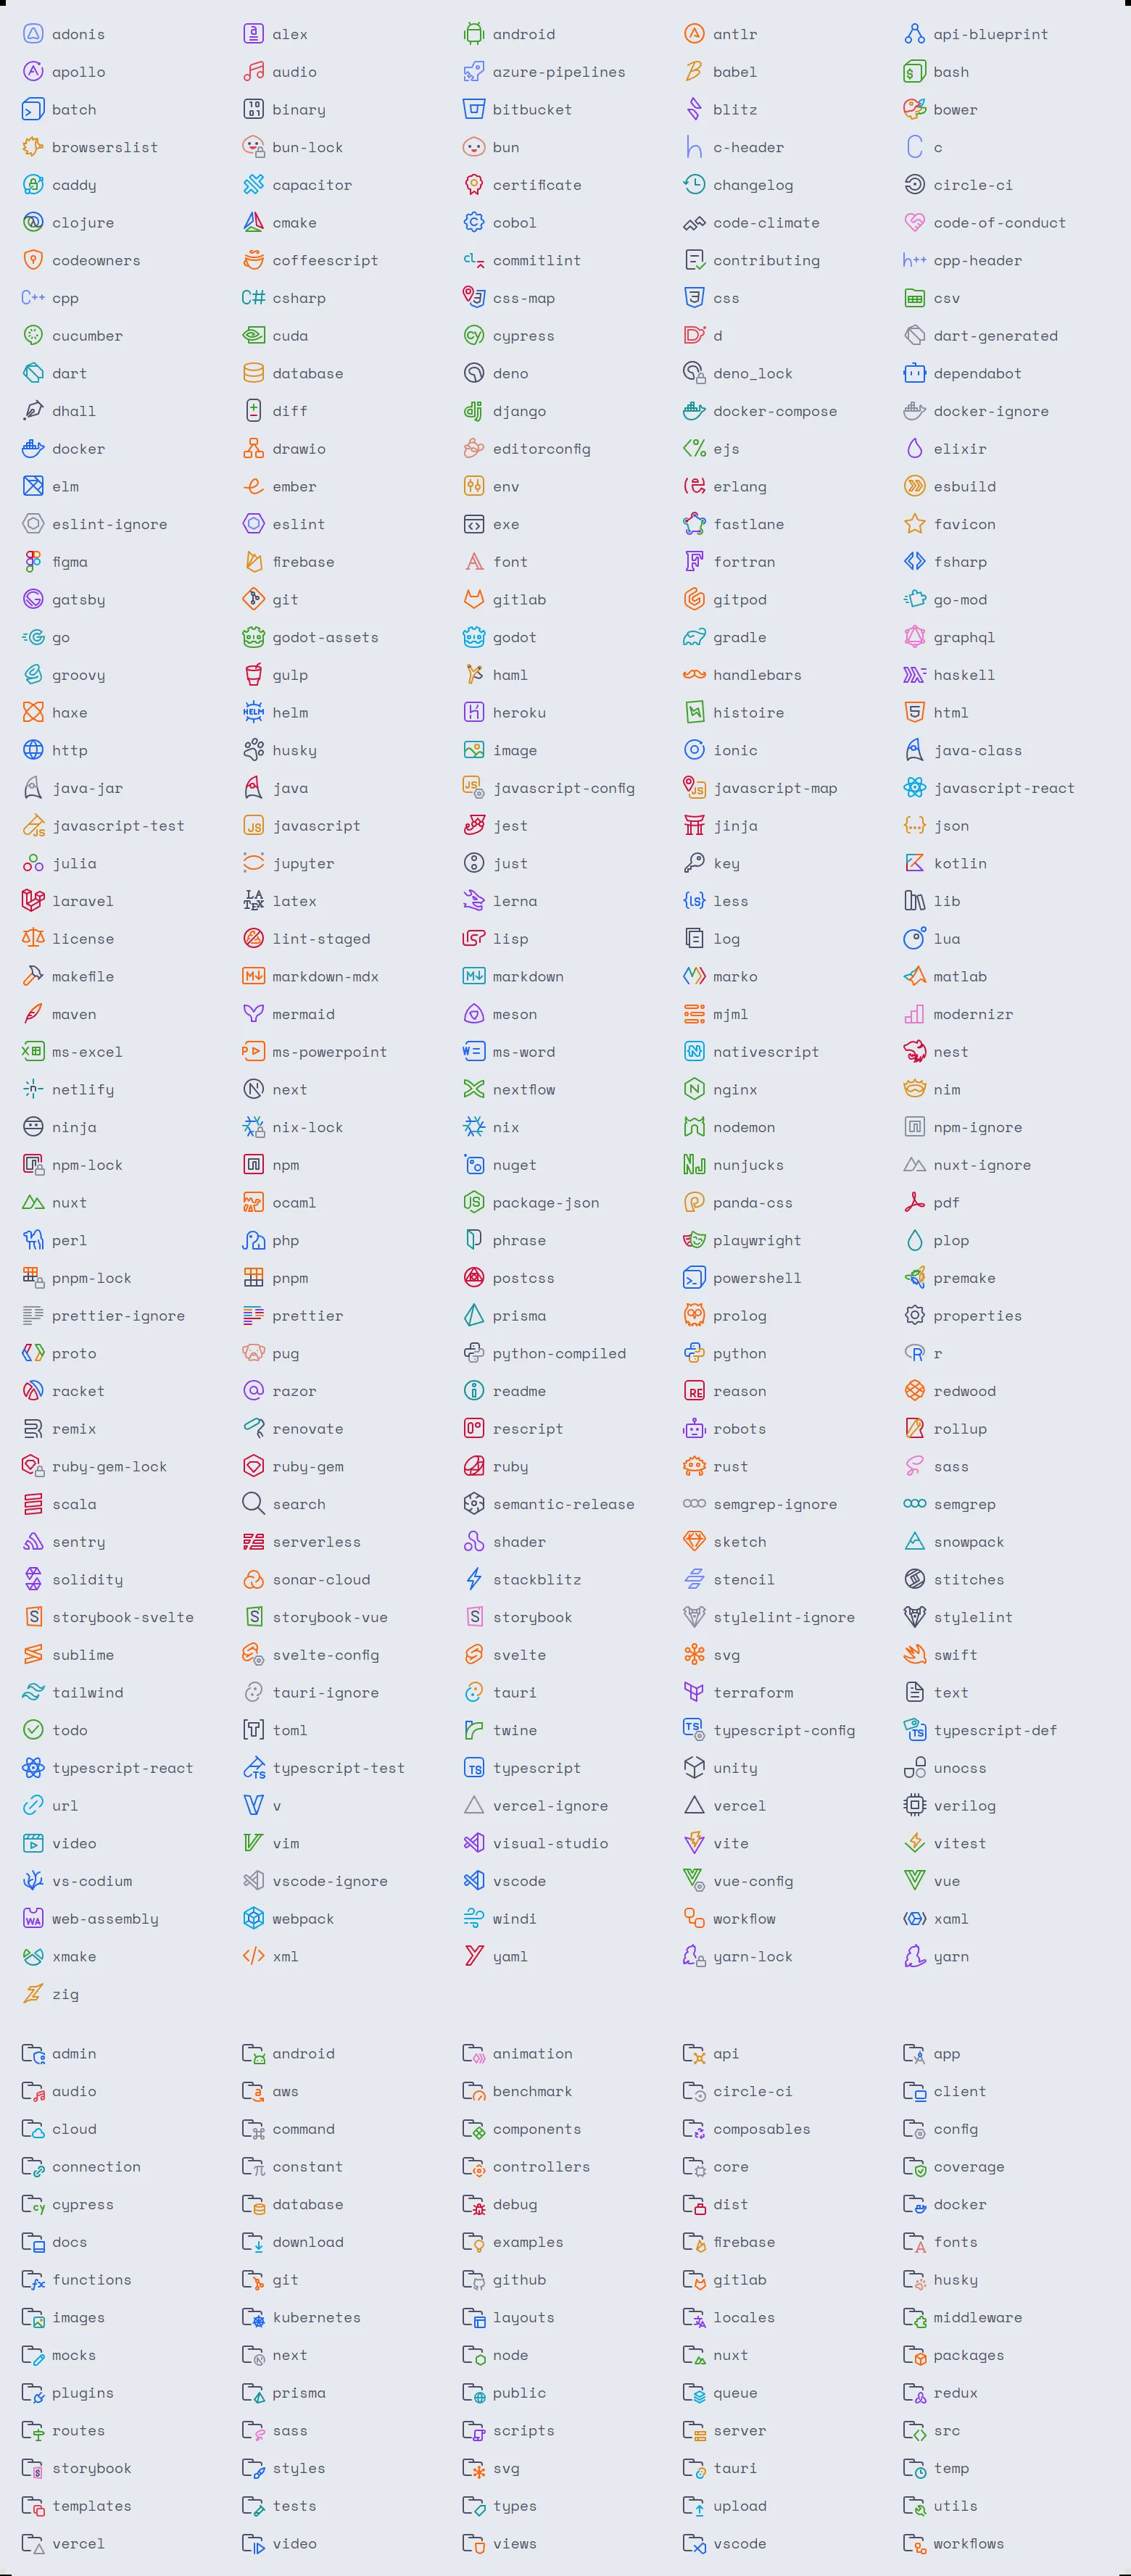 adonis alex android antlr api-blueprint
apollo audio azure-pipelines babel bash
batch binary bitbucket blitz bower
browserslist bun-lock bun c-header c
caddy capacitor certificate changelog circle-ci
clojure cmake cobol code-climate code-of-conduct
codeowners coffeescript commitlint contributing cpp-header
cpp csharp css-map css csv
cucumber cuda cypress d dart-generated
dart database deno deno_lock dependabot
dhall diff django docker-compose docker-ignore
docker drawio editorconfig ejs elixir
elm ember env erlang esbuild
eslint-ignore eslint exe fastlane favicon
figma firebase font fortran fsharp
gatsby git gitlab gitpod go-mod
go godot-assets godot gradle graphql
groovy gulp haml handlebars haskell
haxe helm heroku histoire html
http husky image ionic java-class
java-jar java javascript-config javascript-map javascript-react
javascript-test javascript jest jinja json
julia jupyter just key kotlin
laravel latex lerna less lib
license lint-staged lisp log lua
makefile markdown-mdx markdown marko matlab
maven mermaid meson mjml modernizr
ms-excel ms-powerpoint ms-word nativescript nest
netlify next nextflow nginx nim
ninja nix-lock nix nodemon npm-ignore
npm-lock npm nuget nunjucks nuxt-ignore
nuxt ocaml package-json panda-css pdf
perl php phrase playwright plop
pnpm-lock pnpm postcss powershell premake
prettier-ignore prettier prisma prolog properties
proto pug python-compiled python r
racket razor readme reason redwood
remix renovate rescript robots rollup
ruby-gem-lock ruby-gem ruby rust sass
scala search semantic-release semgrep-ignore semgrep
sentry serverless shader sketch snowpack
solidity sonar-cloud stackblitz stencil stitches
storybook-svelte storybook-vue storybook stylelint-ignore stylelint
sublime svelte-config svelte svg swift
tailwind tauri-ignore tauri terraform text
todo toml twine typescript-config typescript-def
typescript-react typescript-test typescript unity unocss
url v vercel-ignore vercel verilog
video vim visual-studio vite vitest
vs-codium vscode-ignore vscode vue-config vue
web-assembly webpack windi workflow xaml
xmake xml yaml yarn-lock yarn
zig
admin android animation api app
audio aws benchmark circle-ci client
cloud command components composables config
connection constant controllers core coverage
cypress database debug dist docker
docs download examples firebase fonts
functions git github gitlab husky
images kubernetes layouts locales middleware
mocks next node nuxt packages
plugins prisma public queue redux
routes sass scripts server src
storybook styles svg tauri temp
templates tests types upload utils
vercel video views vscode workflows